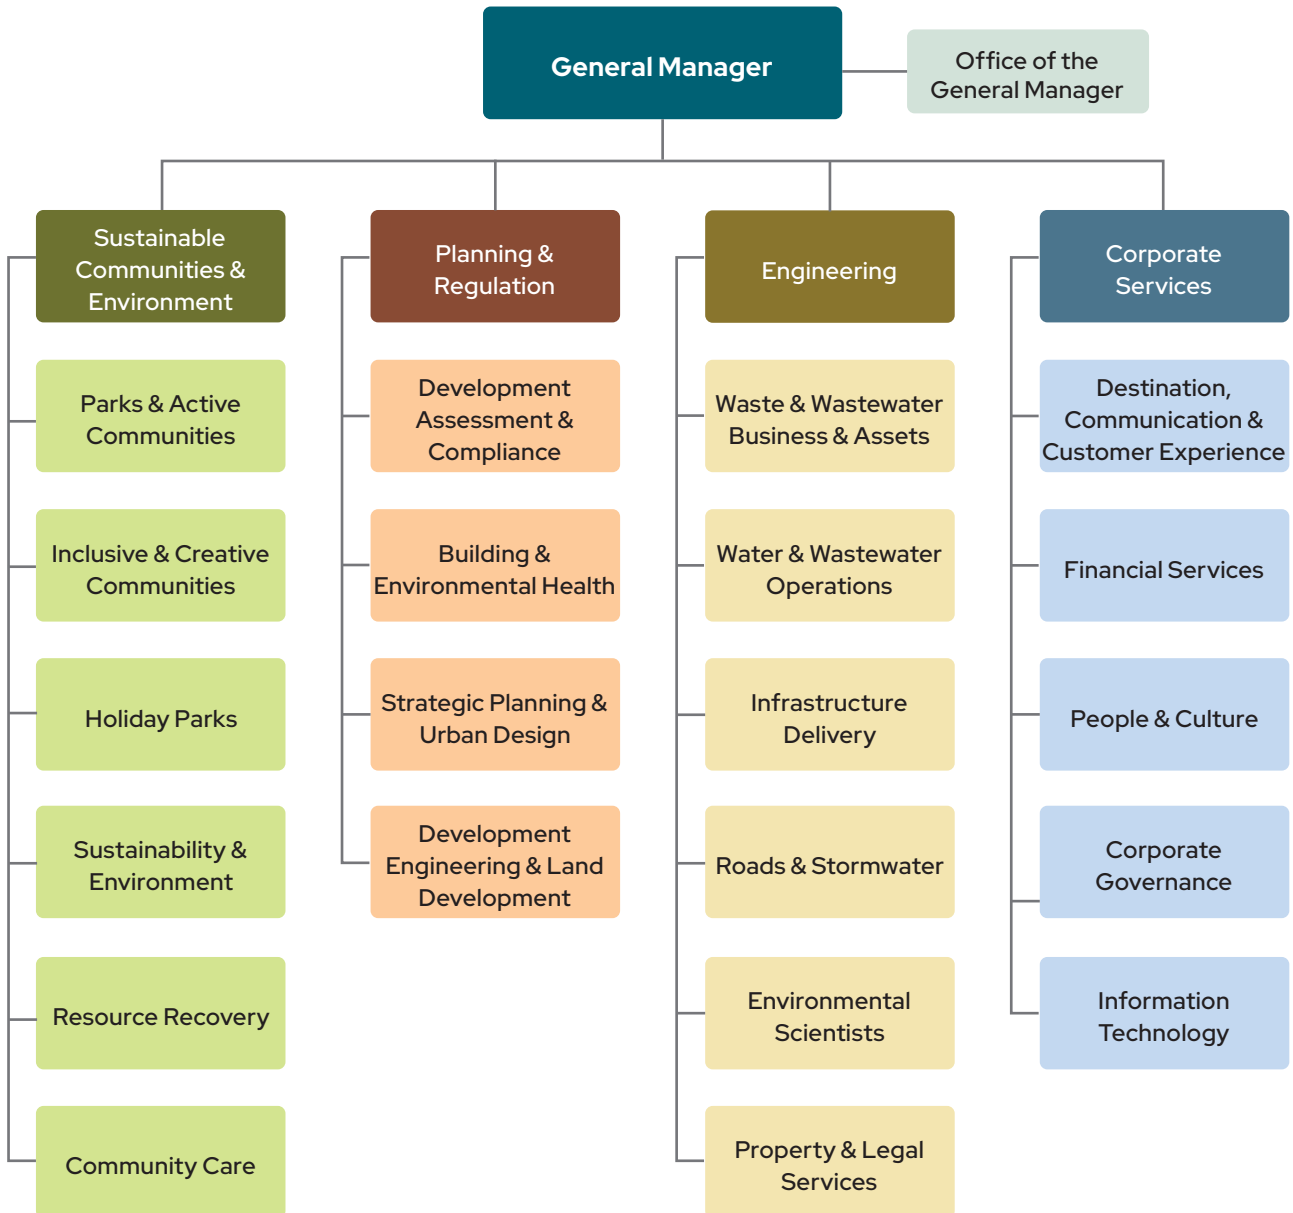 General Manager
Office of the
General Manager
Sustainable
Communities &
Environment
Parks & Active
Communities
Inclusive & Creative
Communities
Holiday Parks
Sustainability &
Environment
Resource Recovery
Community Care
Planning &
Regulation
Development
Assessment &
Compliance
Building &
Environmental Health
Strategic Planning &
Urban Design
Development
Engineering & Land
Development
Engineering
Waste & Wastewater
Business & Assets
Water & Wastewater
Operations
Infrastructure
Delivery
Roads & Stormwater
Environmental
Scientists
Property & Legal
Services
Corporate
Services
Destination,
Communication &
Customer Experience
Financial Services
People & Culture
Corporate
Governance
Information
Technology